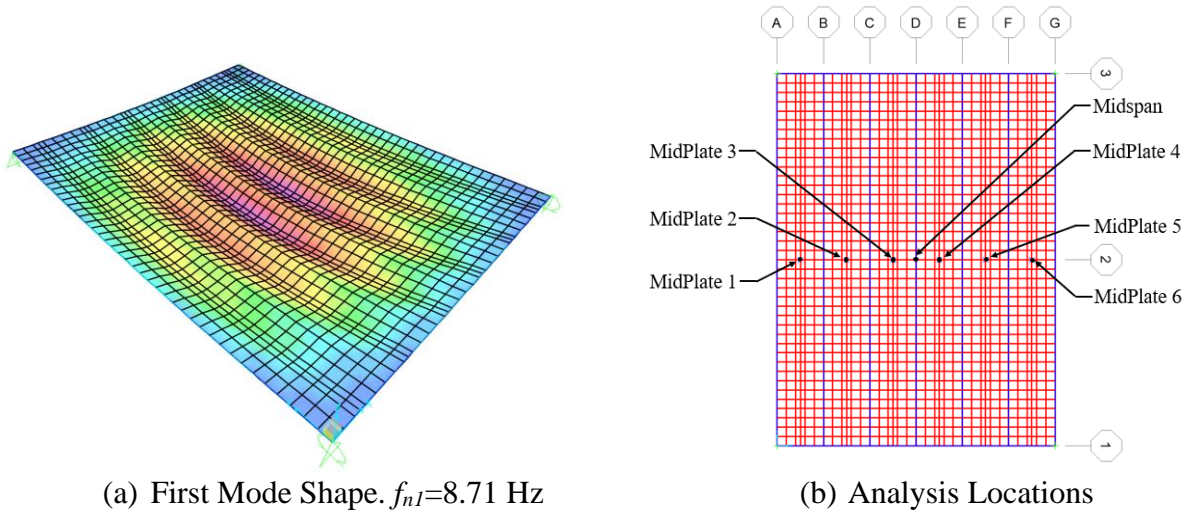 A B C D E F G
3
Midspan
MidPlate 3
MidPlate 4
MidPlate 2
MidPlate 5
2
MidPlate 1
MidPlate 6
1
(a) First Mode Shape. fn1=8.71 Hz
(b) Analysis Locations